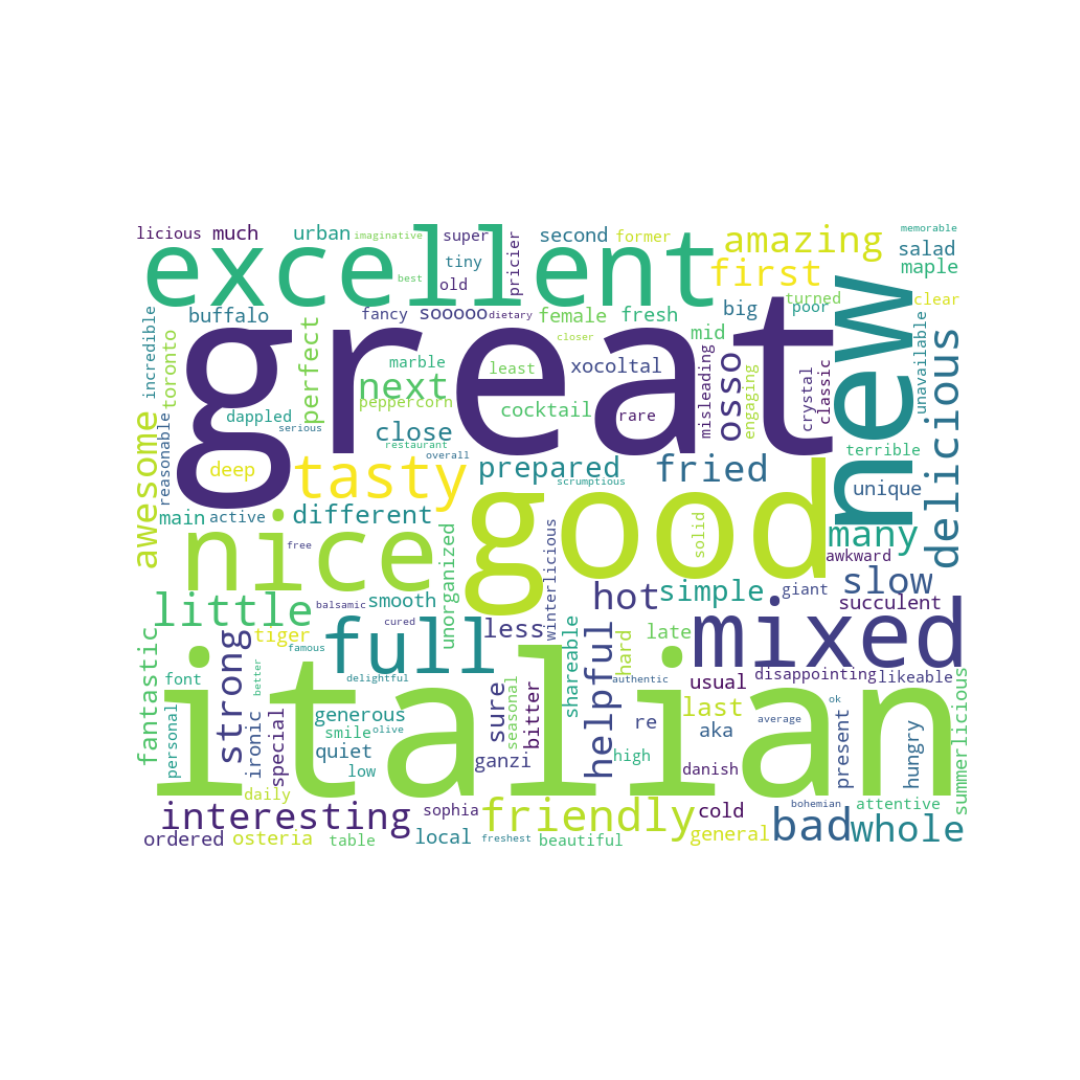 licious
much
urban
imaginative
super
second
former
memorable
excellent
amazing
salad
tiny
pricier
first
maple
best
old
new
turned
clear
incredible
buffalo
toronto
perfect
fancy
sooooo
dietary
female
fresh
big
poor
great
closer
mid
unavailable
delicious
marble
least
xocoltal
misleading
osso
engaging
crystal
classic
next
peppercorn
cocktail
rare
dappled
serious
awesome
reasonable
close
restaurant
overall
terrible
deep
tasty
prepared
fried
scrumptious
unique
good
main
active
different
many
nice
free
unorganized
winterlicious
solid
awkward
slow
little
balsamic
smooth
hot
simple
giant
succulent
cured
less
mixed
fantastic
tiger
famous
full
shareable
helpful
hard
late
strong
font
better
delightful
authentic
usual
disappointing
likeable
summerlicious
italian
personal
ironic
special
generous
smile
olive
sure
seasonal
bitter
re
last
average
ok
aka
present
hungry
quiet
ganzi
high
low
danish
daily
interesting
sophia
friendly
cold
bohemian
attentive
bad
whole
ordered
osteria
table
local
freshest
beautiful
general